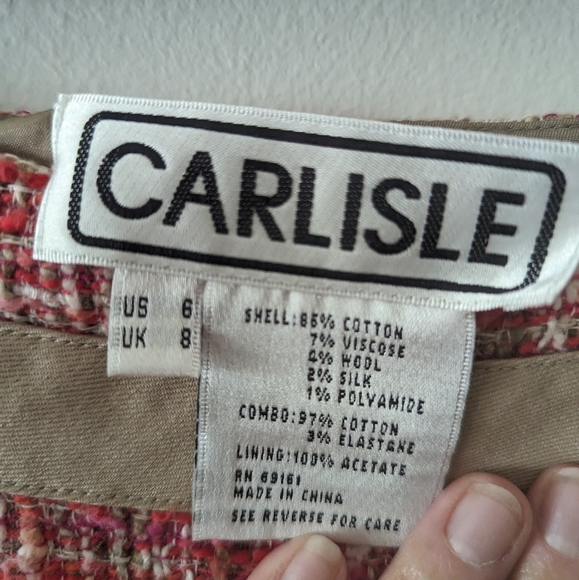 CARLISLE
US 6
UK 8
SHELL:86% COTTON
7% VISCOSE
4% WOOL
2% SILK
1% POLYAMIDE
COMBO:97% COTTON
3% ELASTANE
LINING:100% ACETATE
RN 69161
MADE IN CHINA
SEE REVERSE FOR CARE